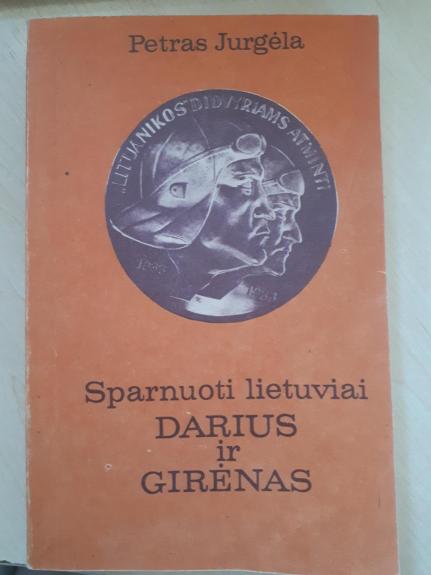 Petras Jurgėla
„LITUANIKOS" DIDVYRIAMS ATMINTI
Sparnuoti lietuviai
DARIUS
ir
GIRĖNAS